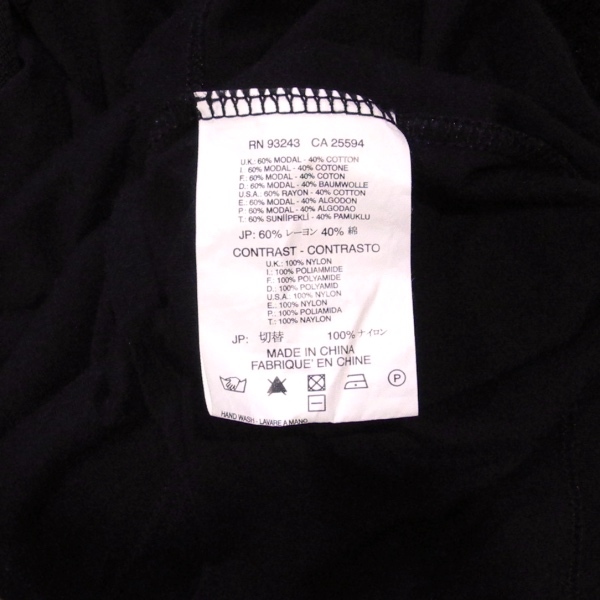 RN 93243 CA 25594
U.K.: 60% MODAL - 40% COTTON
I.: 60% MODAL - 40% COTONE
F.: 60% MODAL - 40% COTON
D.: 60% MODAL - 40% BAUMWOLLE
U.S.A.: 60% RAYON - 40% COTTON
E.: 60% MODAL - 40% ALGODON
P.: 60% MODAL - 40% ALGODAO
T.: 60% SUNİİPEKLİ - 40% PAMUKLU
JP: 60% レーヨン 40% 綿
CONTRAST - CONTRASTO
U.K.: 100% NYLON
I.: 100% POLIAMMIDE
F.: 100% POLYAMIDE
D.: 100% POLYAMID
U.S.A.: 100% NYLON
E.: 100% NYLON
P.: 100% POLIAMIDA
T.: 100% NAYLON
JP: 切替 100% ナイロン
MADE IN CHINA
FABRIQUE' EN CHINE
P
HAND WASH - LAVARE A MANO